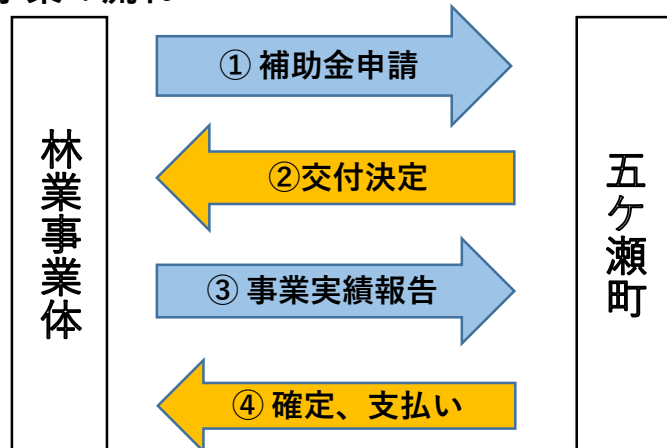 林業事業体
① 補助金申請
②交付決定
③ 事業実績報告
④ 確定、支払い
五ケ瀬町